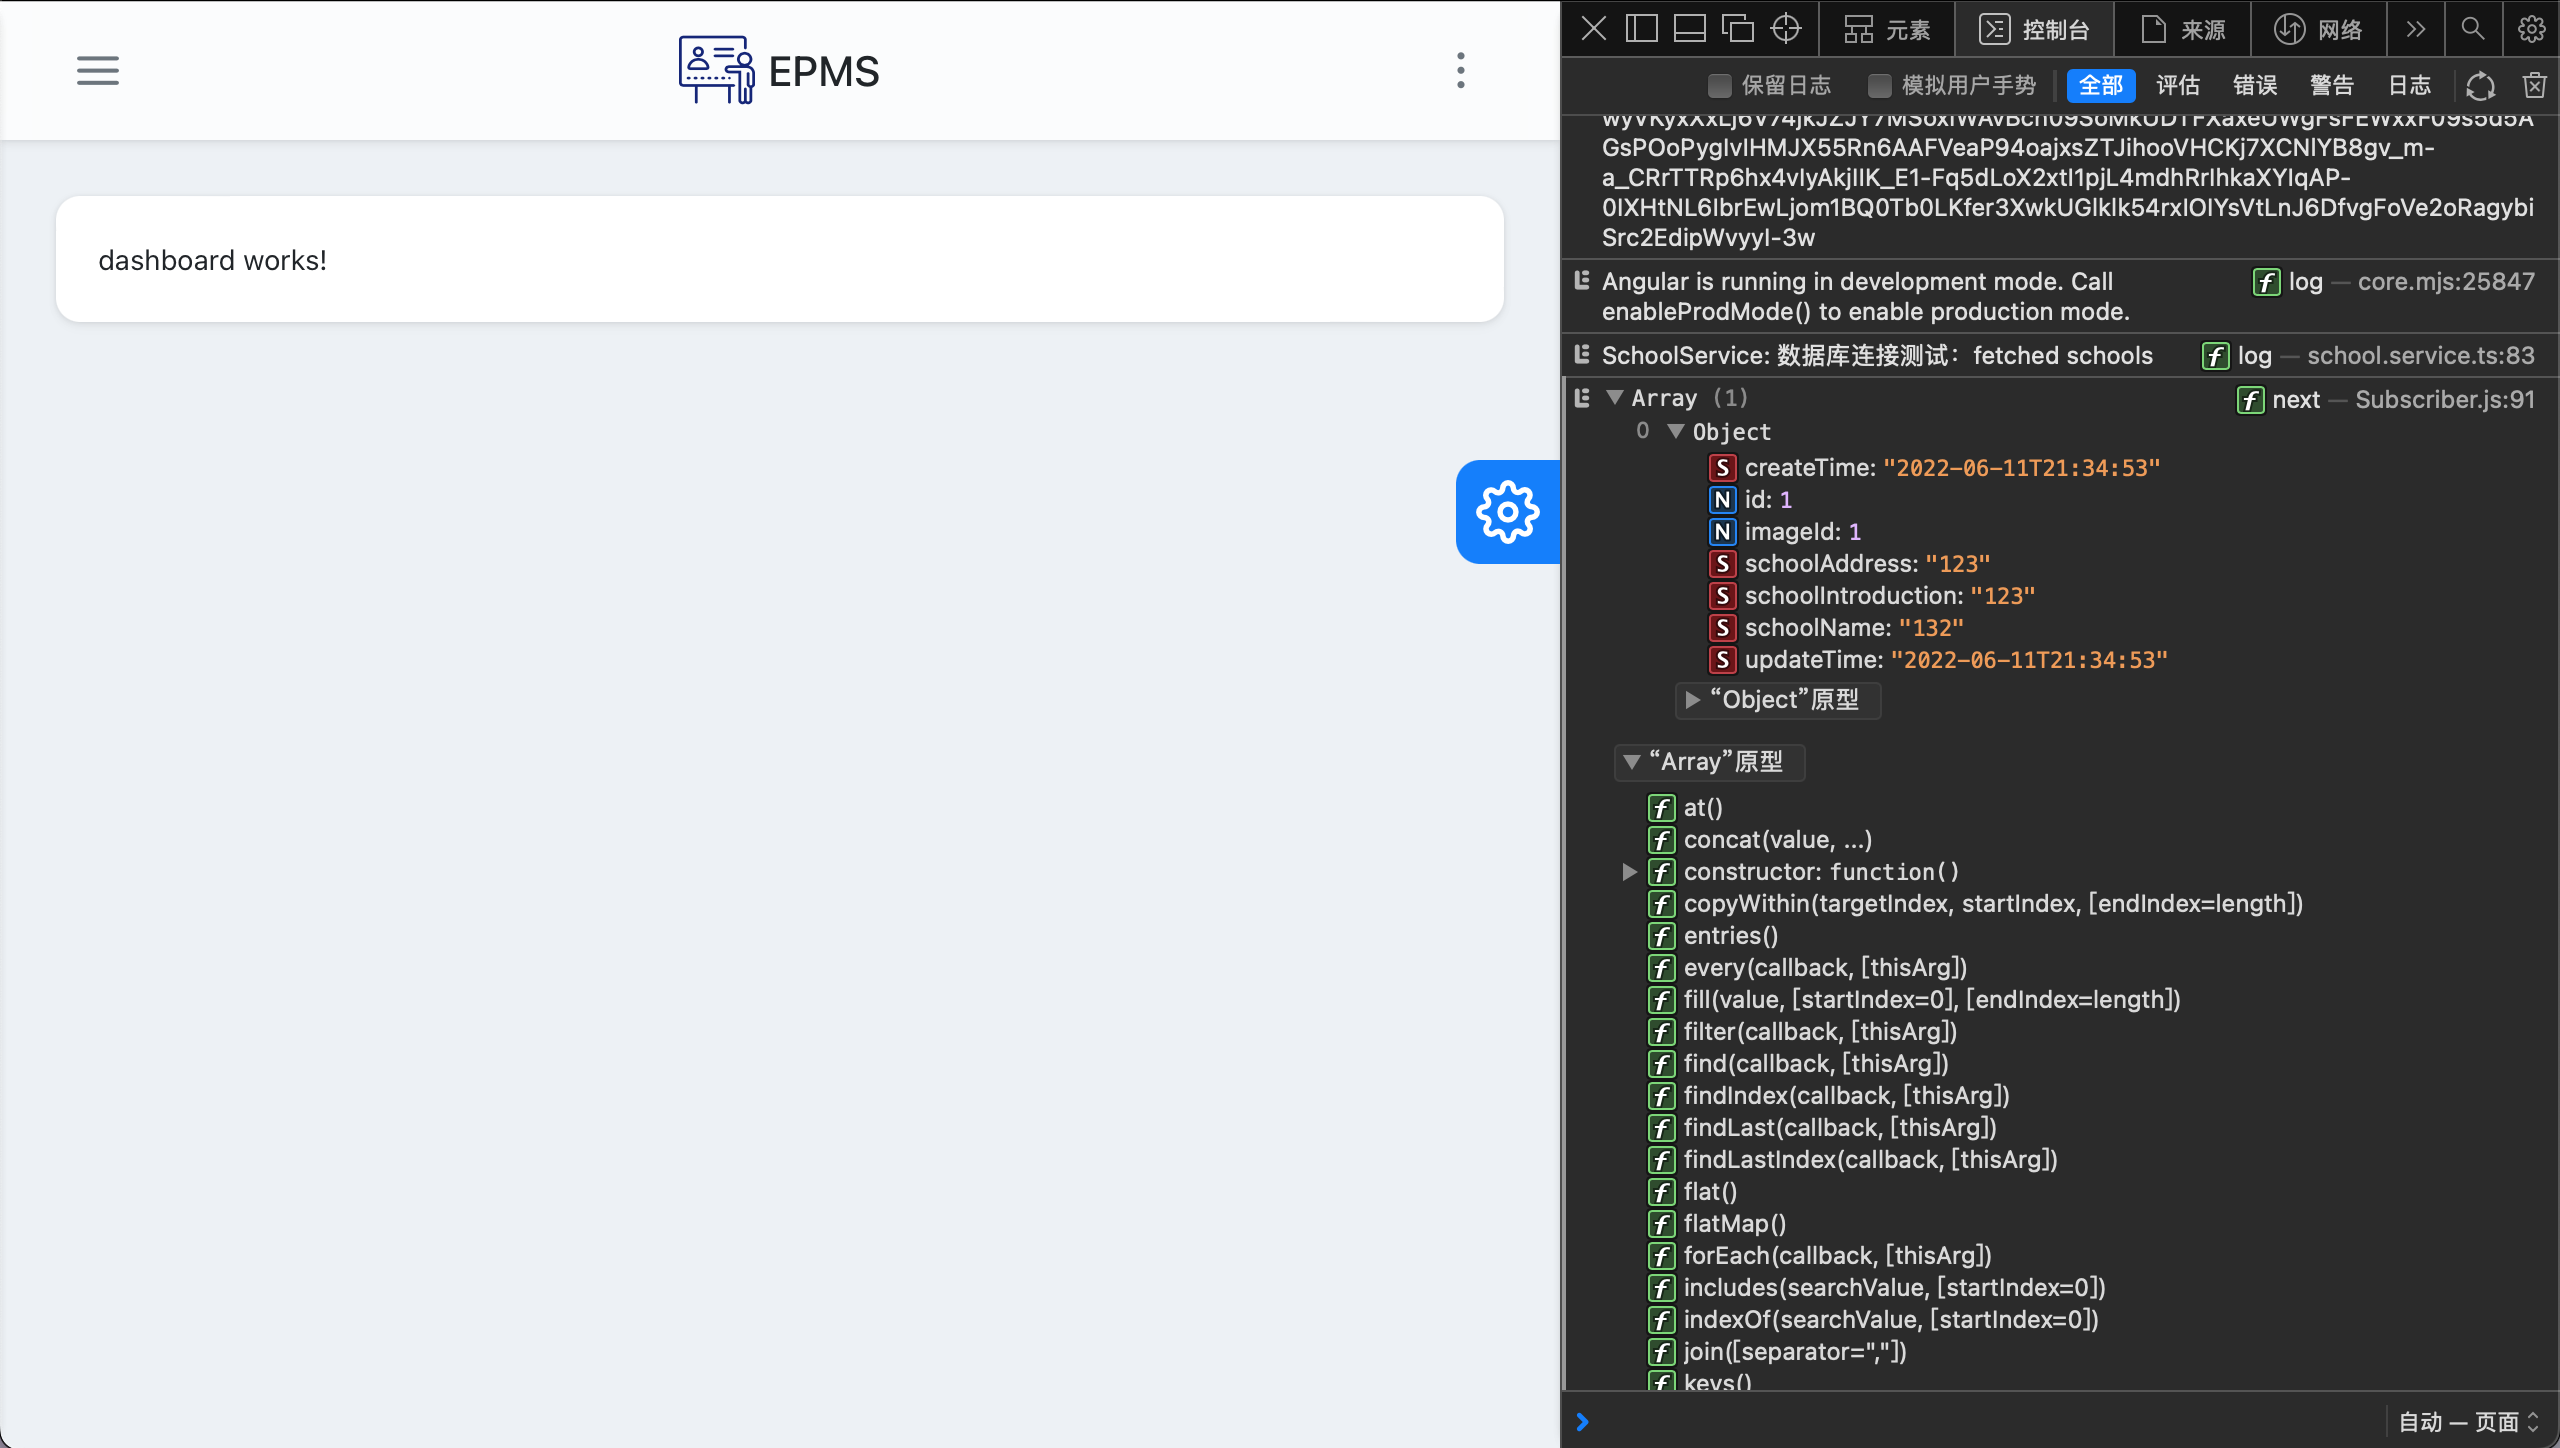 EPMS
dashboard works!
元素
控制台
来源
网络
保留日志
模拟用户手势
全部
评估
错误
警告
日志
a_CRrTTRp6hx4vIyAkjIlK_E1-Fq5dLoX2xtI1pjL4mdhRrIhkaXYIqAP-
Src2EdipWvyyI-3w
Angular is running in development mode. Call
enableProdMode() to enable production mode.
f log — core.mjs:25847
SchoolService: 数据库连接测试：fetched schools
f log — school.service.ts:83
Array (1)
f next — Subscriber.js:91
0 Object
S createTime: "2022-06-11T21:34:53"
N id: 1
N imageId: 1
S schoolAddress: "123"
S schoolIntroduction: "123"
S schoolName: "132"
S updateTime: "2022-06-11T21:34:53"
“Object”原型
“Array”原型
f at()
f concat(value, ...)
f constructor: function()
f copyWithin(targetIndex, startIndex, [endIndex=length])
f entries()
f every(callback, [thisArg])
f fill(value, [startIndex=0], [endIndex=length])
f filter(callback, [thisArg])
f find(callback, [thisArg])
f findIndex(callback, [thisArg])
f findLast(callback, [thisArg])
f findLastIndex(callback, [thisArg])
f flat()
f flatMap()
f forEach(callback, [thisArg])
f includes(searchValue, [startIndex=0])
f indexOf(searchValue, [startIndex=0])
f join([separator=","])
f keys()
自动 — 页面